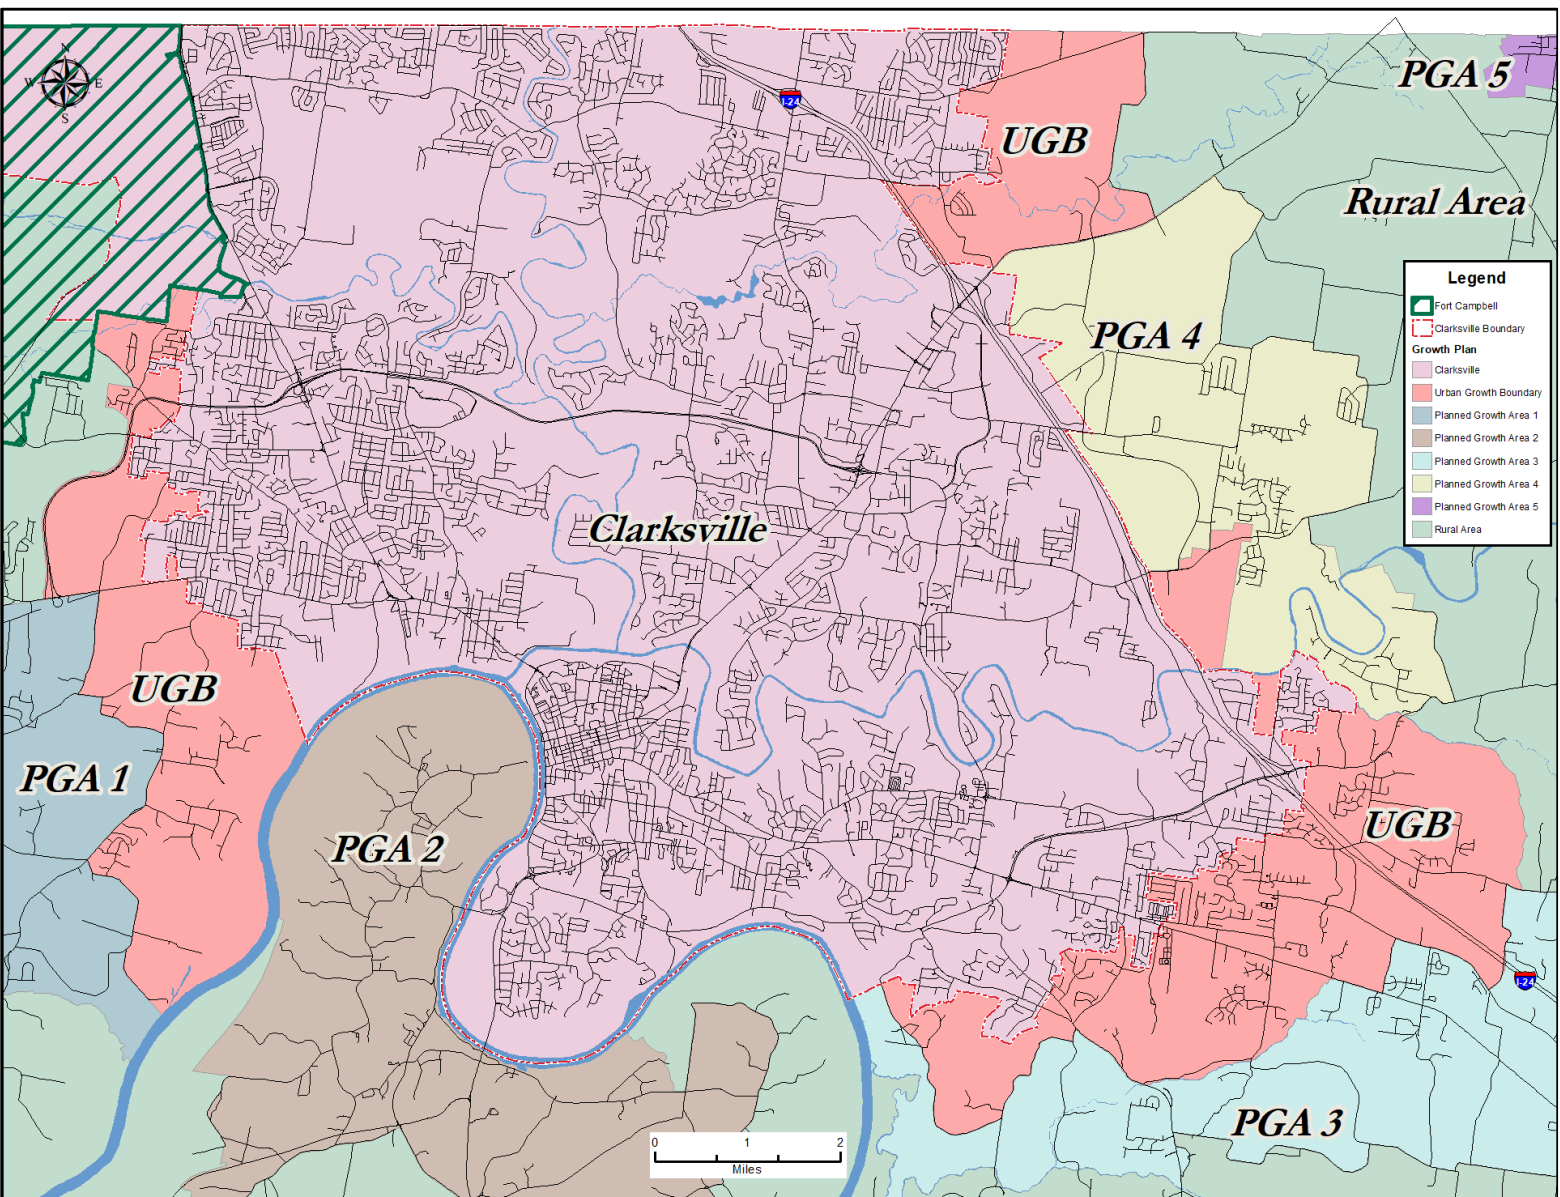 N
W
E
S
I-24
PGA 5
UGB
Rural Area
Legend
Fort Campbell
Clarksville Boundary
Growth Plan
Clarksville
Urban Growth Boundary
Planned Growth Area 1
Planned Growth Area 2
Planned Growth Area 3
Planned Growth Area 4
Planned Growth Area 5
Rural Area
PGA 4
Clarksville
UGB
PGA 1
PGA 2
UGB
I-24
PGA 3
0 1 2
Miles